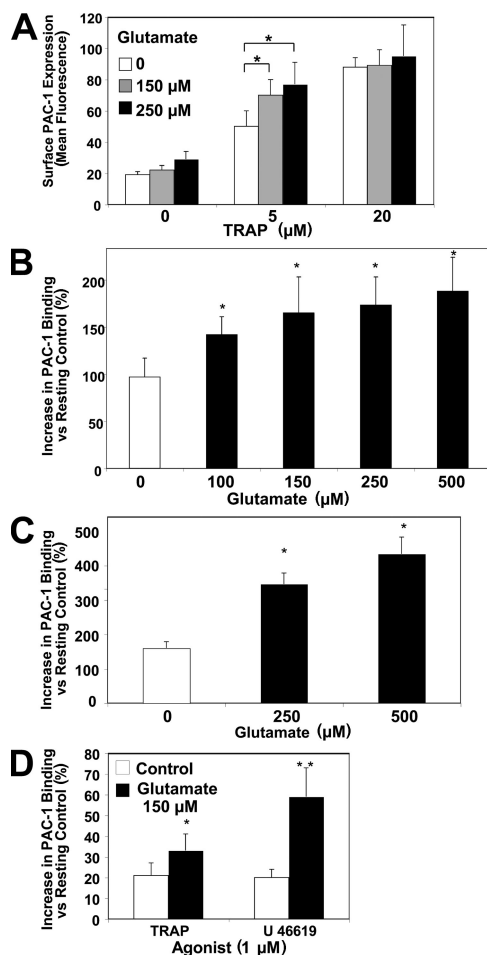 A
Surface PAC-1 Expression
(Mean Fluorescence)
120
100
80
60
40
20
0
Glutamate
0
150 µM
250 µM
*
*
0
5
20
TRAP (µM)
B
Increase in PAC-1 Binding
vs Resting Control (%)
200
150
100
50
0
*
*
*
*
0
100
150
250
500
Glutamate (µM)
C
Increase in PAC-1 Binding
vs Resting Control (%)
500
400
300
200
100
0
*
*
0
250
500
Glutamate (µM)
D
Increase in PAC-1 Binding
vs Resting Control (%)
80
70
60
50
40
30
20
10
0
Control
Glutamate
150 µM
*
**
TRAP
U 46619
Agonist (1 µM)